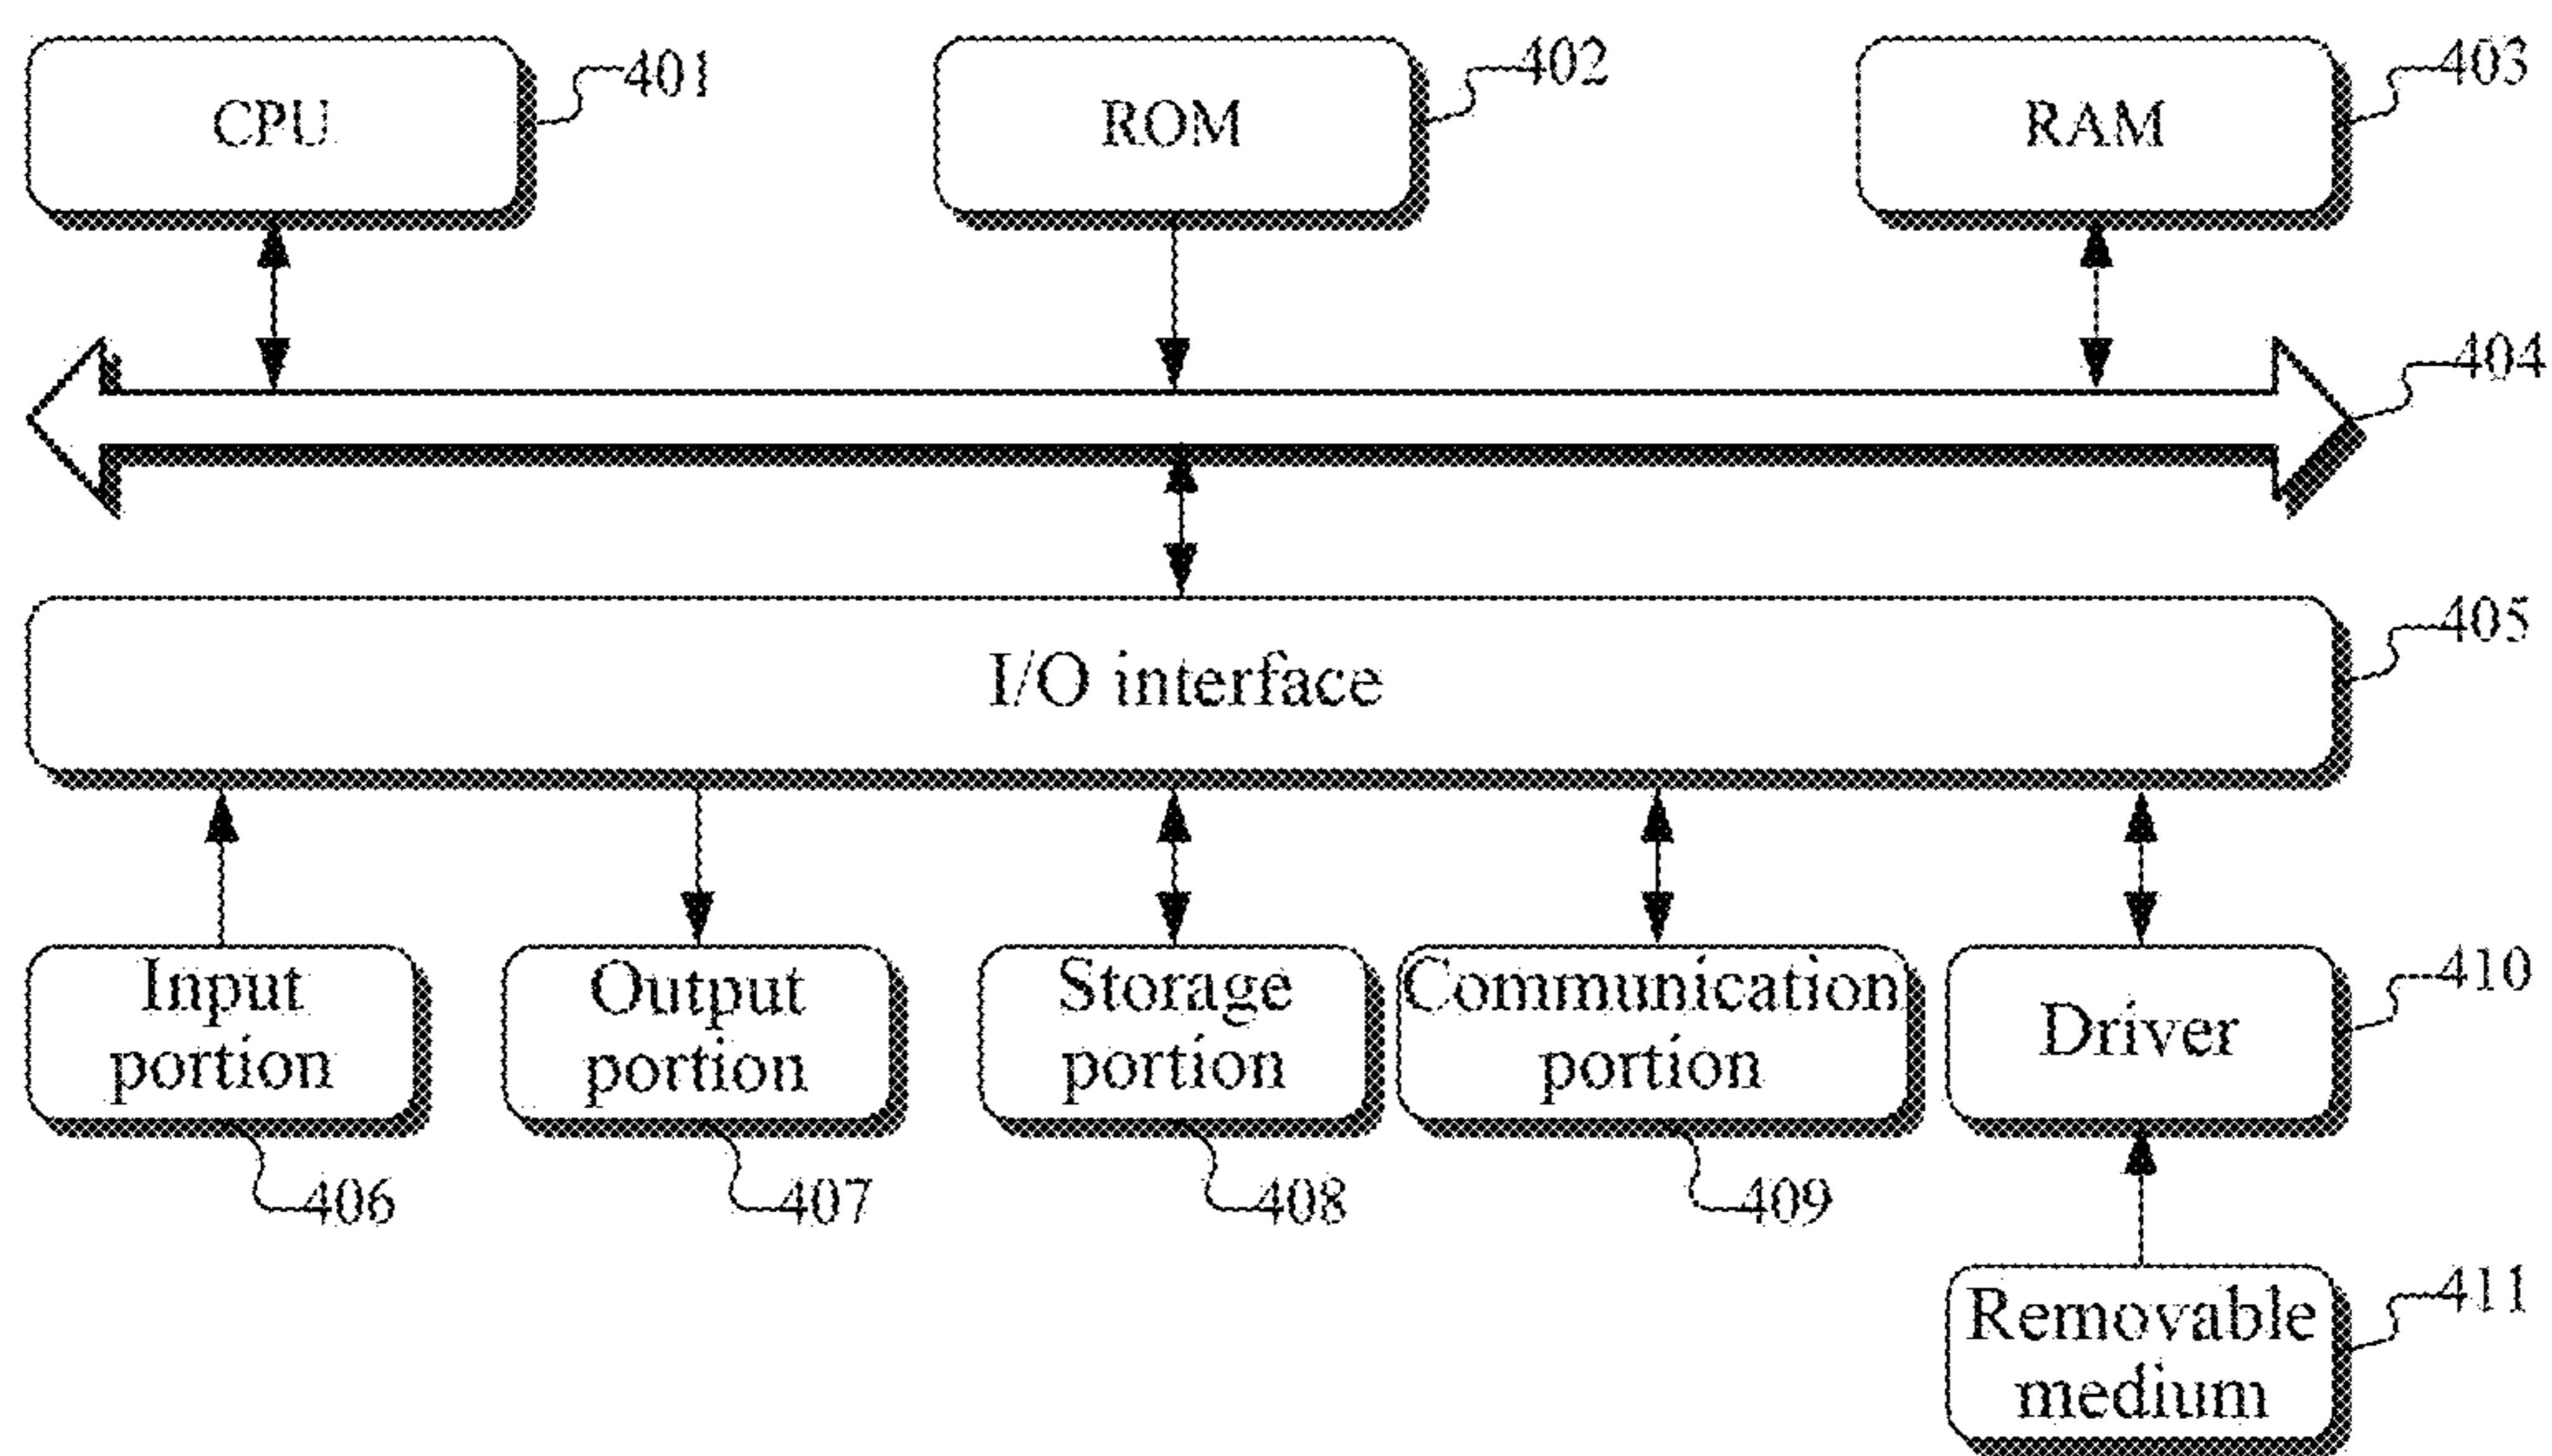 CPU
401
ROM
402
RAM
403
404
I/O interface
405
Input
portion
406
Output
portion
407
Storage
portion
408
Communication
portion
409
Driver
410
Removable
medium
411